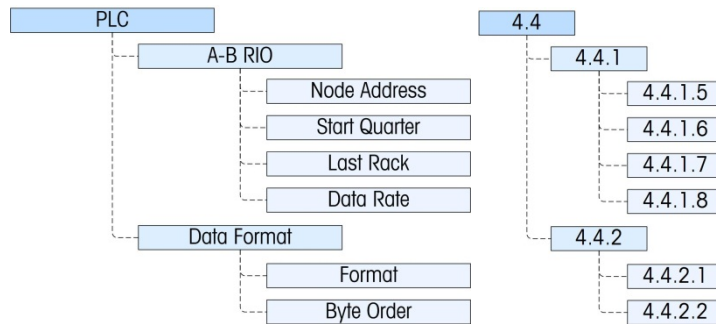 PLC 4.4
A-B RIO 4.4.1
Node Address 4.4.1.5
Start Quarter 4.4.1.6
Last Rack 4.4.1.7
Data Rate 4.4.1.8
Data Format 4.4.2
Format 4.4.2.1
Byte Order 4.4.2.2